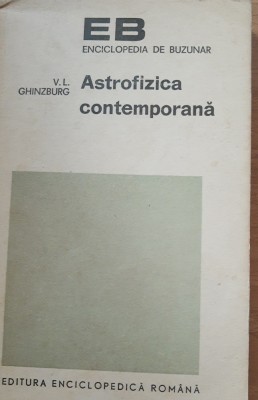 EB
ENCICLOPEDIA DE BUZUNAR
V. L.
GHINZBURG
Astrofizica
contemporană
EDITURA ENCICLOPEDICĂ ROMÂNĂ